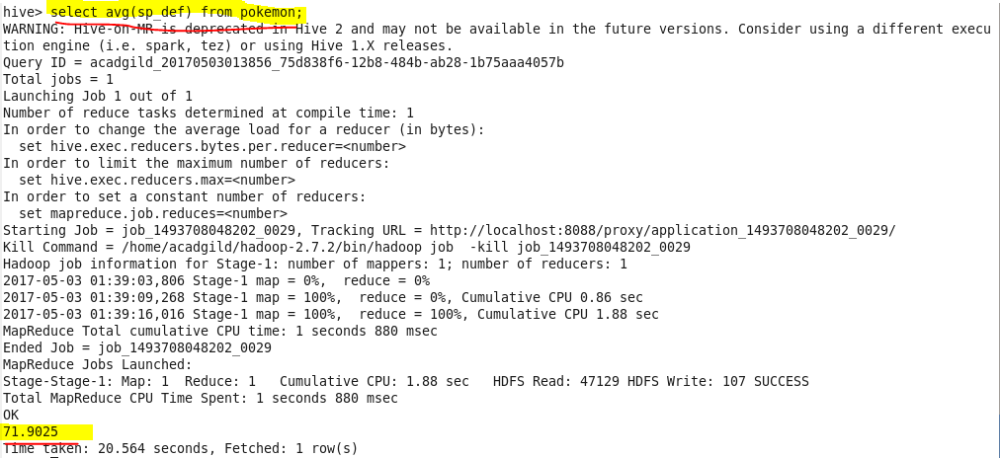 hive> select avg(sp_def) from pokemon;
WARNING: Hive-on-MR is deprecated in Hive 2 and may not be available in the future versions. Consider using a different execu
tion engine (i.e. spark, tez) or using Hive 1.X releases.
Query ID = acadgild_20170503013856_75d838f6-12b8-484b-ab28-1b75aaa4057b
Total jobs = 1
Launching Job 1 out of 1
Number of reduce tasks determined at compile time: 1
In order to change the average load for a reducer (in bytes):
  set hive.exec.reducers.bytes.per.reducer=<number>
In order to limit the maximum number of reducers:
  set hive.exec.reducers.max=<number>
In order to set a constant number of reducers:
  set mapreduce.job.reduces=<number>
Starting Job = job_1493708048202_0029, Tracking URL = http://localhost:8088/proxy/application_1493708048202_0029/
Kill Command = /home/acadgild/hadoop-2.7.2/bin/hadoop job  -kill job_1493708048202_0029
Hadoop job information for Stage-1: number of mappers: 1; number of reducers: 1
2017-05-03 01:39:03,806 Stage-1 map = 0%,  reduce = 0%
2017-05-03 01:39:09,268 Stage-1 map = 100%,  reduce = 0%, Cumulative CPU 0.86 sec
2017-05-03 01:39:16,016 Stage-1 map = 100%,  reduce = 100%, Cumulative CPU 1.88 sec
MapReduce Total cumulative CPU time: 1 seconds 880 msec
Ended Job = job_1493708048202_0029
MapReduce Jobs Launched:
Stage-Stage-1: Map: 1  Reduce: 1   Cumulative CPU: 1.88 sec   HDFS Read: 47129 HDFS Write: 107 SUCCESS
Total MapReduce CPU Time Spent: 1 seconds 880 msec
OK
71.9025
Time taken: 20.564 seconds, Fetched: 1 row(s)